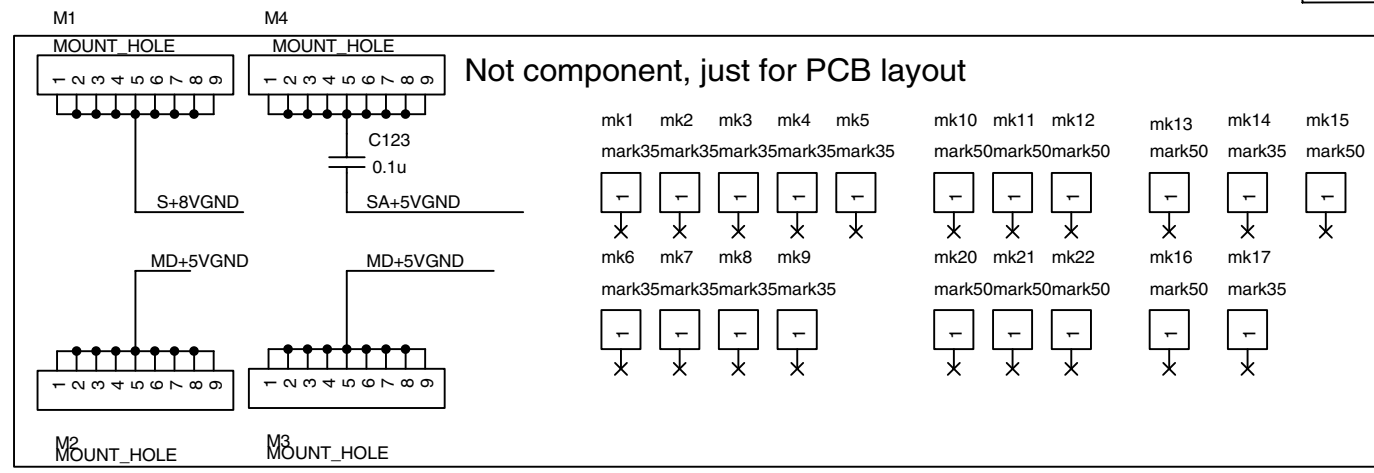 M1 M4
MOUNT_HOLE MOUNT_HOLE
1 2 3 4 5 6 7 8 9 1 2 3 4 5 6 7 8 9
Not component, just for PCB layout
C123
0.1u
S+8VGND SA+5VGND
mk1 mk2 mk3 mk4 mk5 mk10 mk11 mk12 mk13 mk14 mk15
mark35mark35mark35mark35mark35 mark50mark50mark50 mark50 mark35 mark50
1 1 1 1 1 1 1 1 1 1 1
MD+5VGND MD+5VGND
mk6 mk7 mk8 mk9 mk20 mk21 mk22 mk16 mk17
mark35mark35mark35mark35 mark50mark50mark50 mark50 mark35
1 1 1 1 1 1 1 1 1
1 2 3 4 5 6 7 8 9 1 2 3 4 5 6 7 8 9
M2 M3
MOUNT_HOLE MOUNT_HOLE